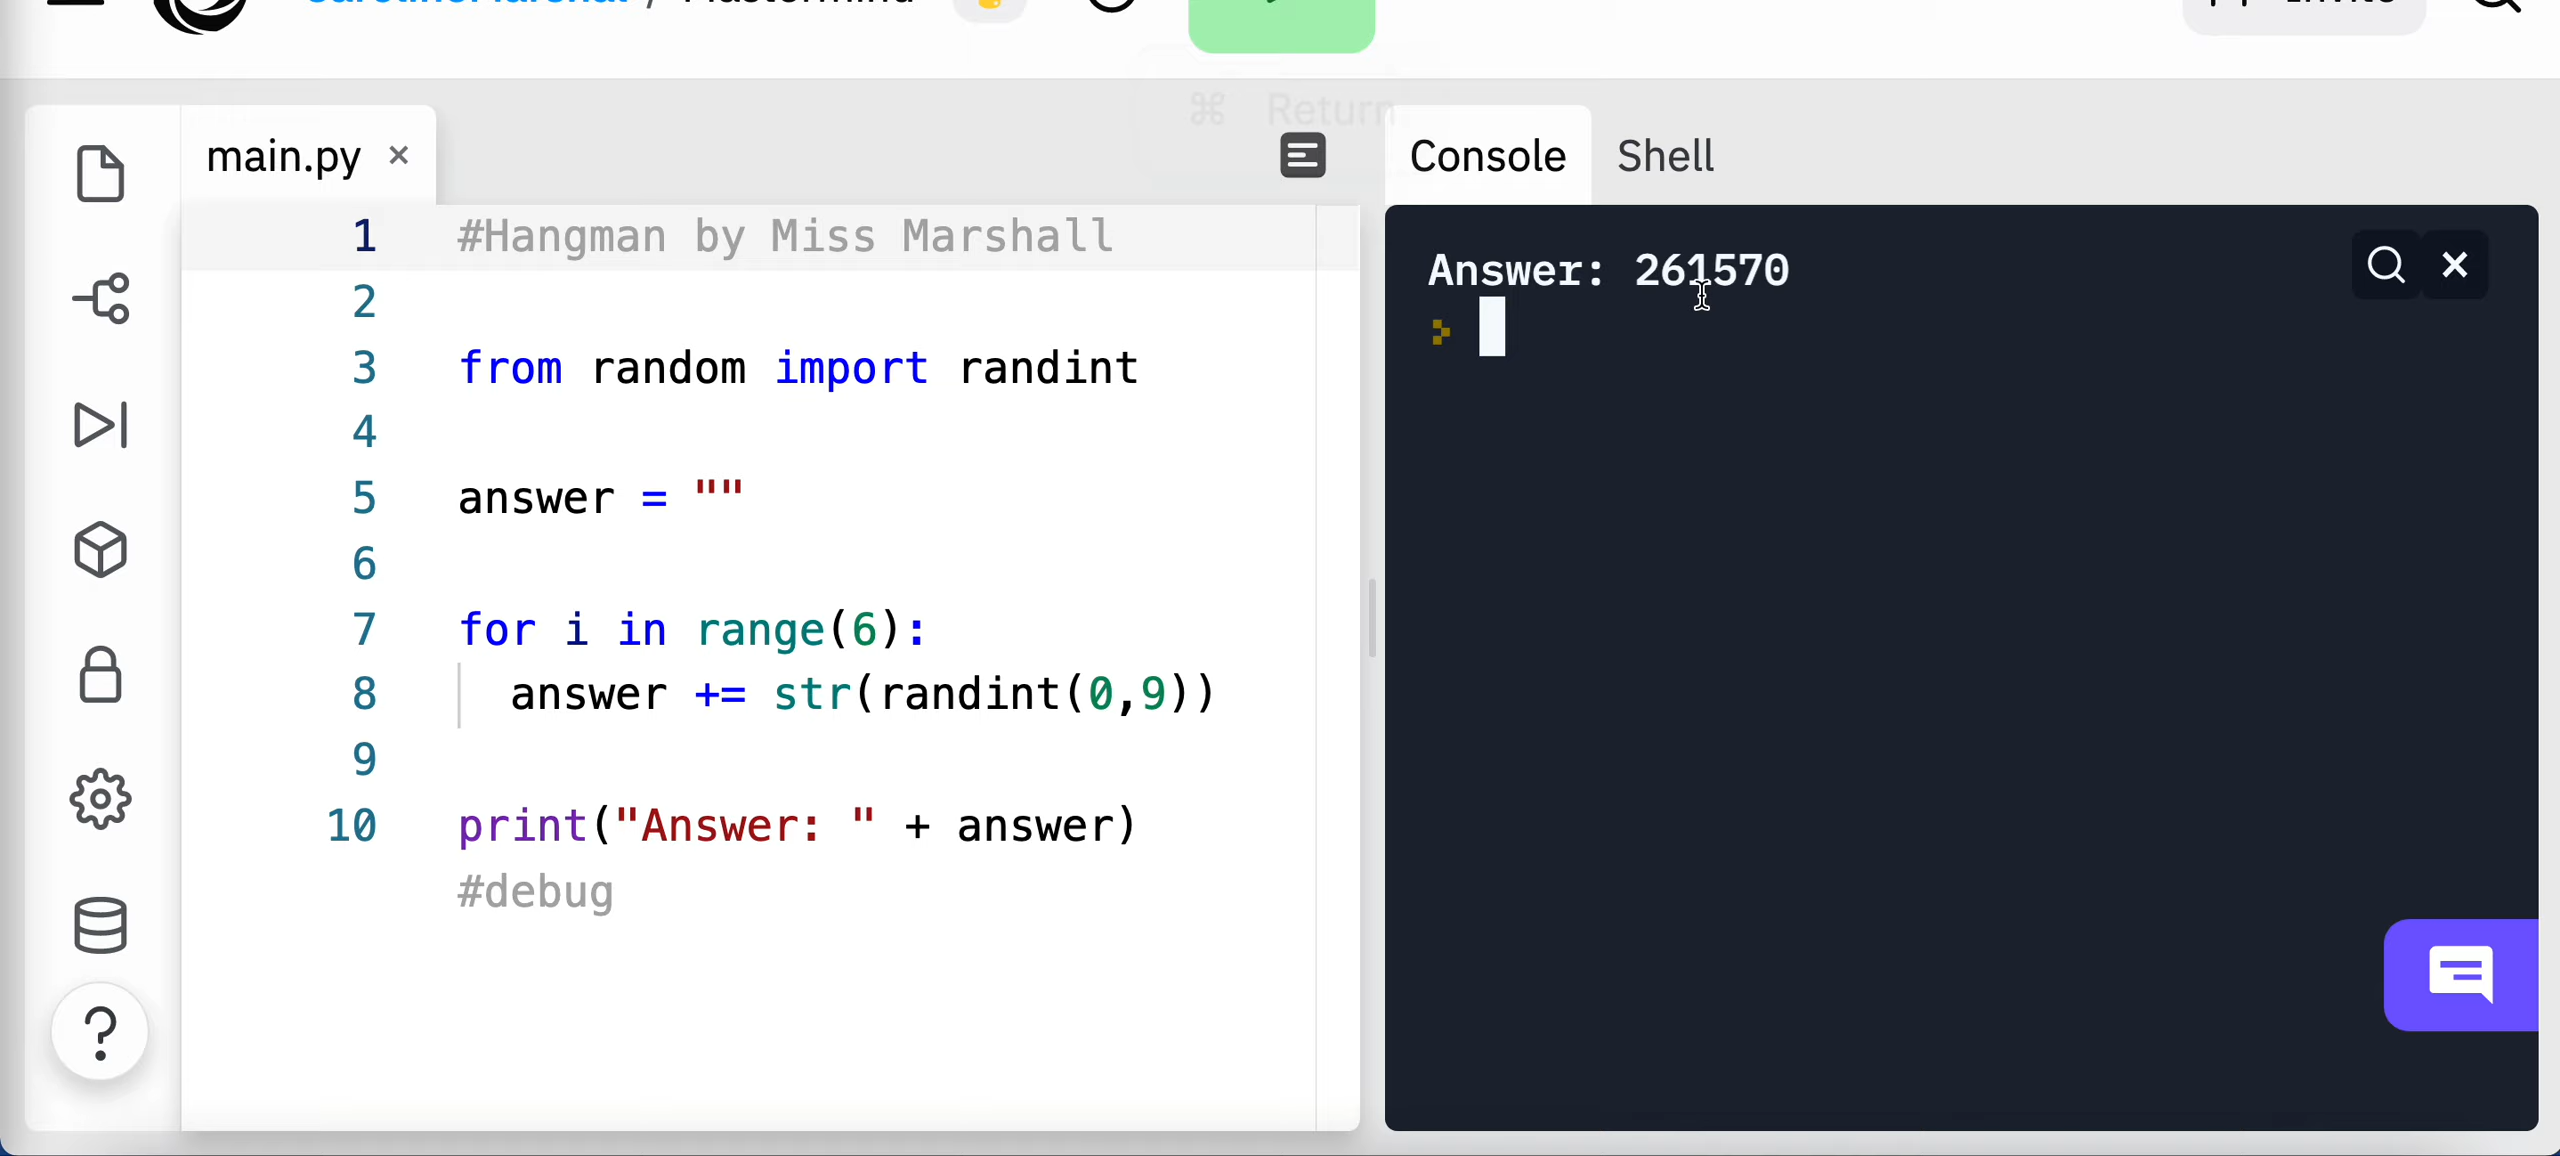 ⌘ Return
main.py ×
Console Shell
1 #Hangman by Miss Marshall
2
3 from random import randint
4
5 answer = ""
6
7 for i in range(6):
8 answer += str(randint(0,9))
9
10 print("Answer: " + answer)
#debug
Answer: 261570